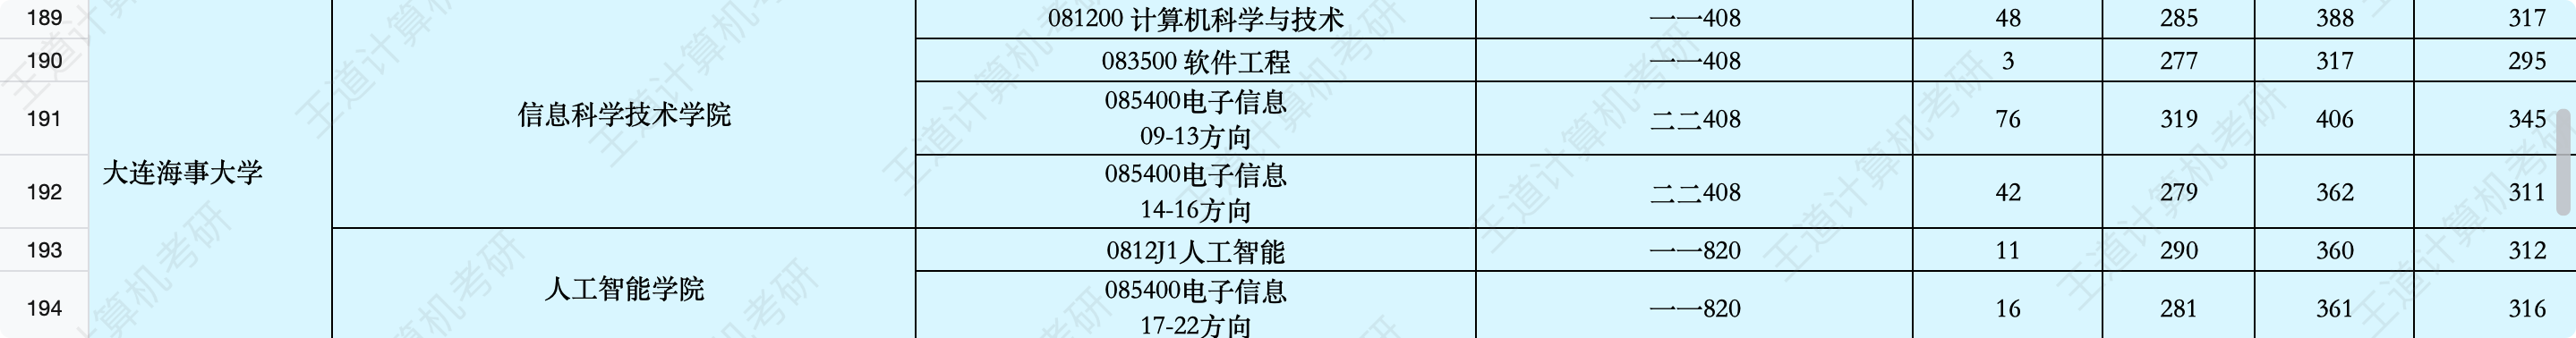 189 081200 计算机科学与技术 一一408 48 285 388 317
190 083500 软件工程 一一408 3 277 317 295
信息科学技术学院
191 085400电子信息
09-13方向 二二408 76 319 406 345
大连海事大学
192 085400电子信息
14-16方向 二二408 42 279 362 311
193 0812J1人工智能 一一820 11 290 360 312
人工智能学院
194 085400电子信息
17-22方向 一一820 16 281 361 316
王道计算机考研